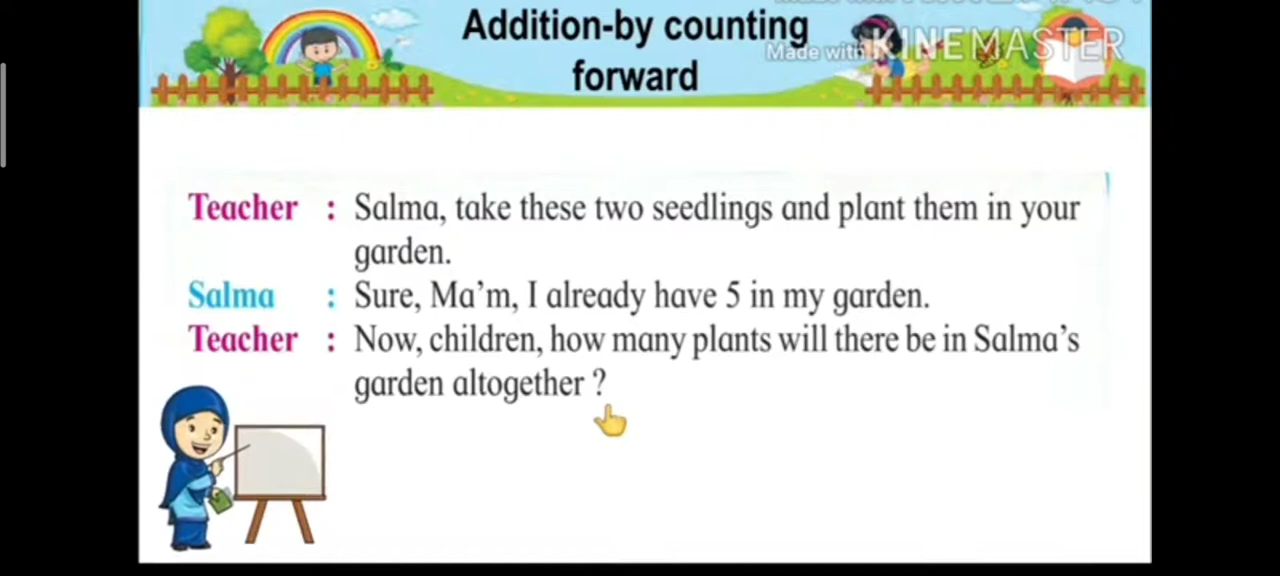 Addition-by counting
forward
Made with KINEMASTER
Teacher : Salma, take these two seedlings and plant them in your
garden.
Salma : Sure, Ma'm, I already have 5 in my garden.
Teacher : Now, children, how many plants will there be in Salma's
garden altogether ?